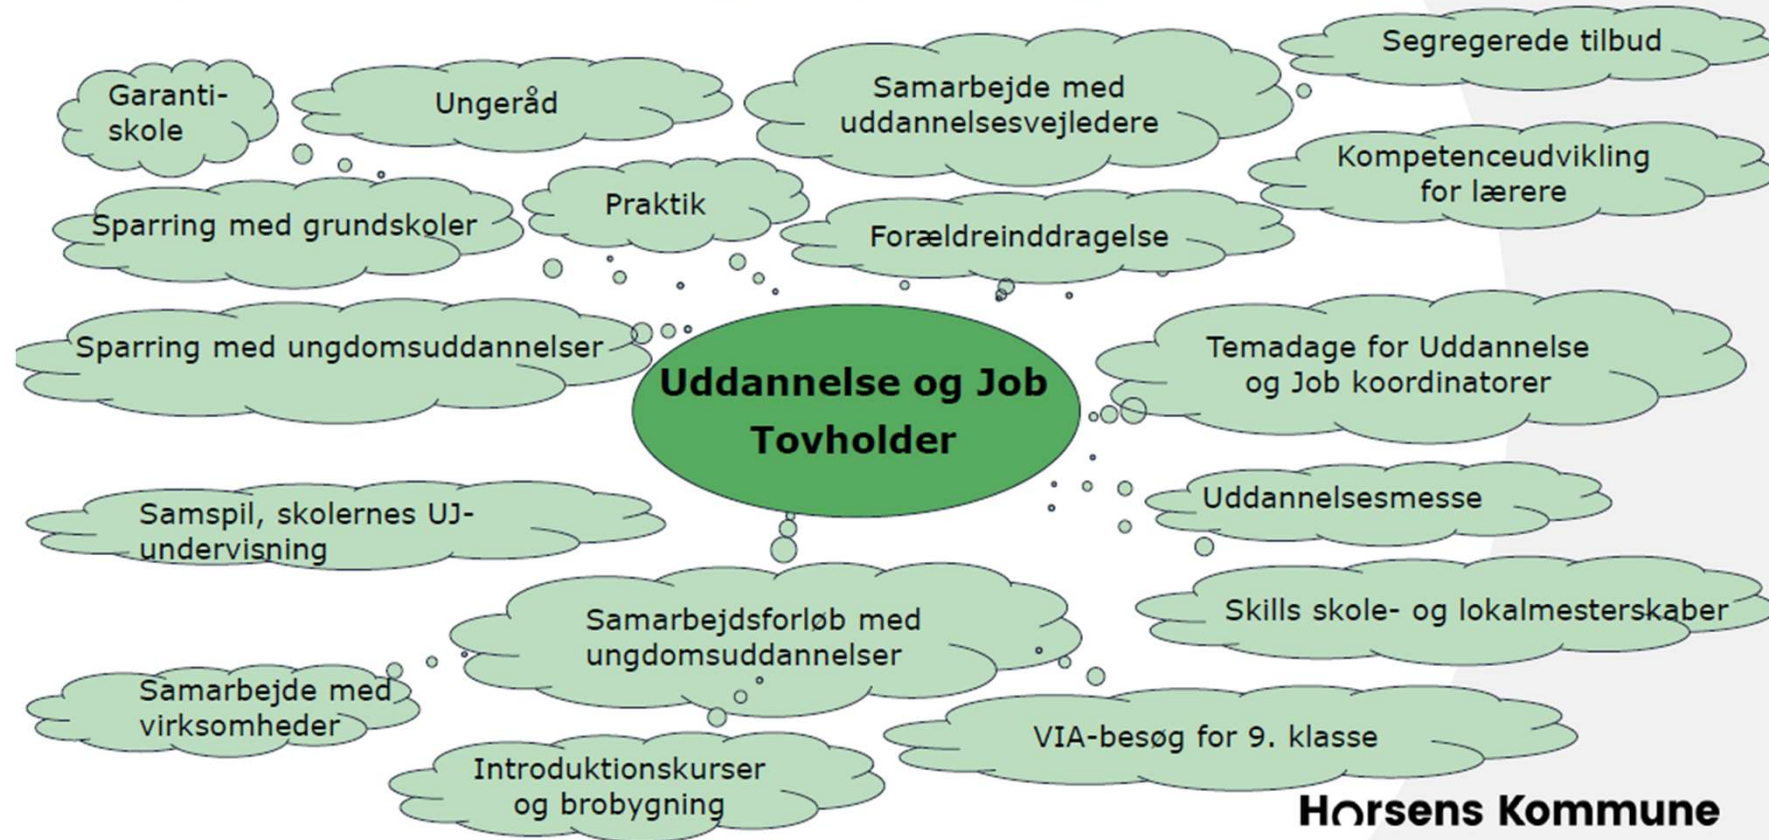 Garanti-
skole
Ungeråd
Samarbejde med
uddannelsesvejledere
Segregerede tilbud
Kompetenceudvikling
for lærere
Sparring med grundskoler
Praktik
Forældreinddragelse
Sparring med ungdomsuddannelser
Uddannelse og Job
Tovholder
Temadage for Uddannelse
og Job koordinatorer
Samspil, skolernes UJ-
undervisning
Uddannelsesmesse
Samarbejdsforløb med
ungdomsuddannelser
Skills skole- og lokalmesterskaber
Samarbejde med
virksomheder
VIA-besøg for 9. klasse
Introduktionskurser
og brobygning
Horsens Kommune